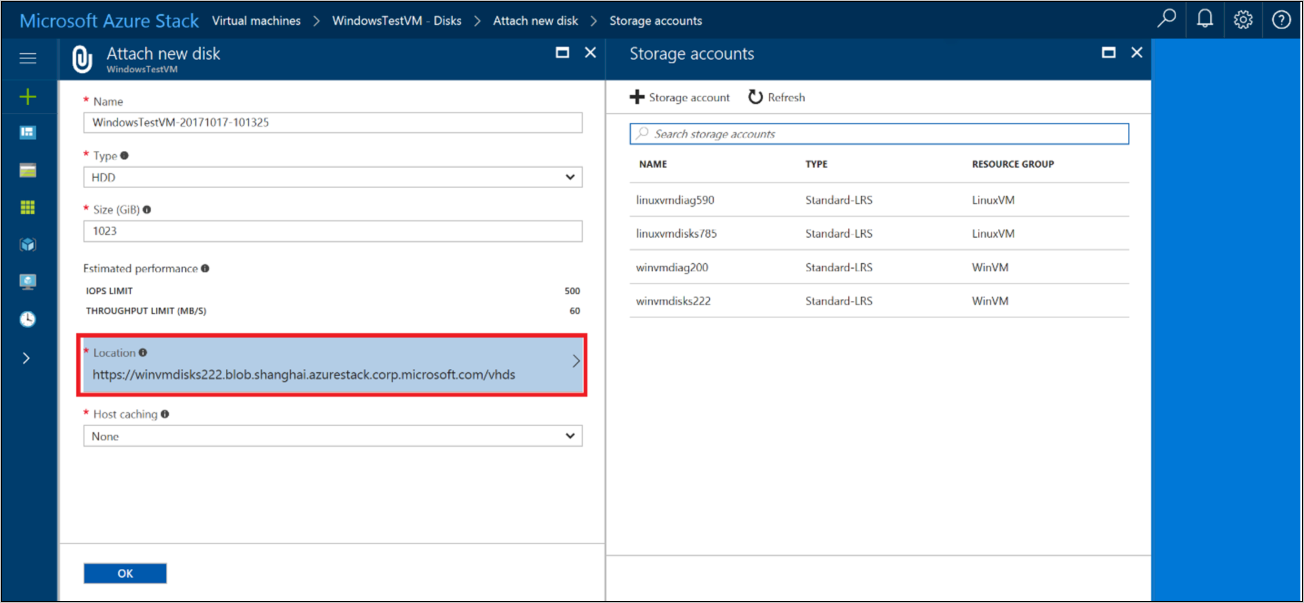 Microsoft Azure Stack Virtual machines > WindowsTestVM - Disks > Attach new disk > Storage accounts
Attach new disk
WindowsTestVM
* Name
WindowsTestVM-20171017-101325
* Type
HDD
* Size (GiB)
1023
Estimated performance
IOPS LIMIT 500
THROUGHPUT LIMIT (MB/S) 60
* Location
https://winvmdisks222.blob.shanghai.azurestack.corp.microsoft.com/vhds
* Host caching
None
OK
Storage accounts
Storage account Refresh
Search storage accounts
NAME TYPE RESOURCE GROUP
linuxvmdiag590 Standard-LRS LinuxVM
linuxvmdisks785 Standard-LRS LinuxVM
winvmdiag200 Standard-LRS WinVM
winvmdisks222 Standard-LRS WinVM